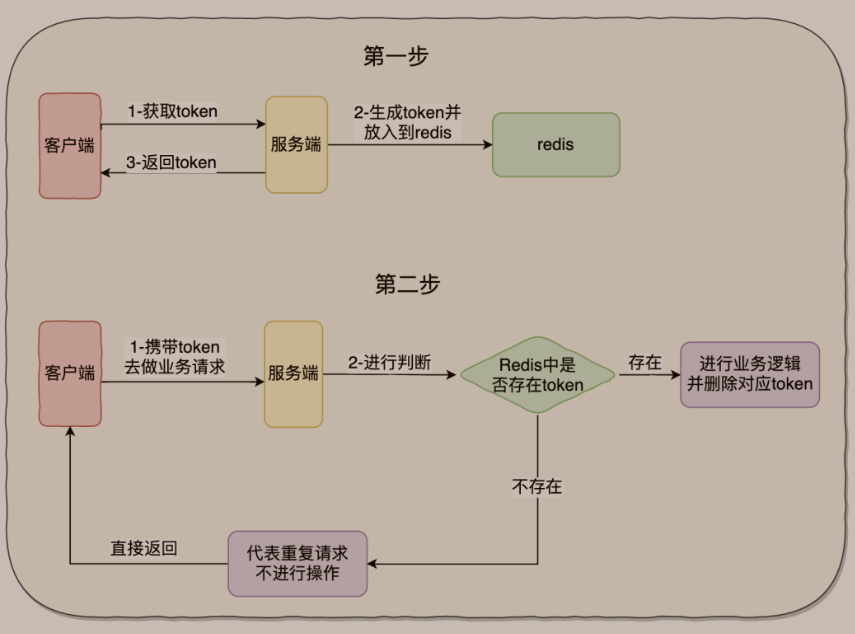 第一步
客户端
1-获取token
3-返回token
服务端
2-生成token并
放入到redis
redis
第二步
客户端
1-携带token
去做业务请求
服务端
2-进行判断
Redis中是
否存在token
存在
进行业务逻辑
并删除对应token
不存在
代表重复请求
不进行操作
直接返回